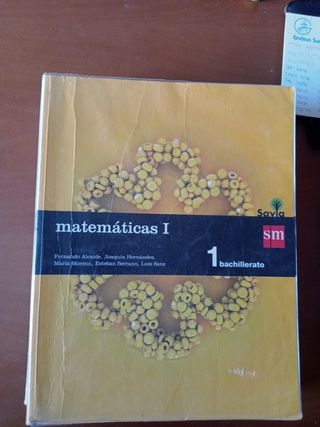 Savia
sm
matemáticas I
Fernando Alcaide, Joaquín Hernández,
María Moreno, Esteban Serrano, Luis Sanz
1 bachillerato